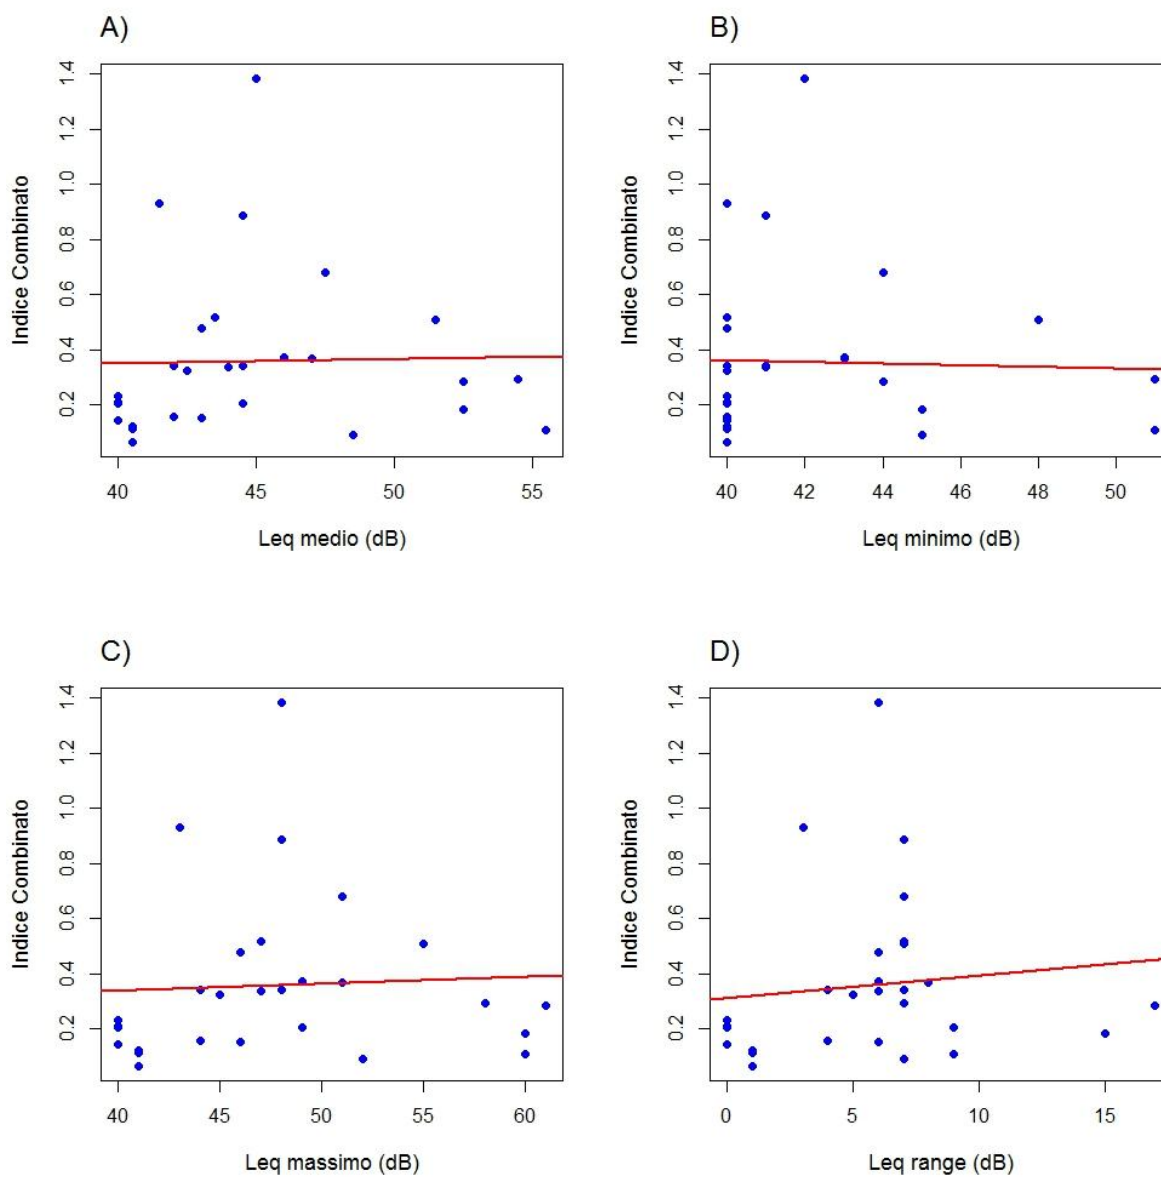 A)
Indice Combinato
0.2 0.4 0.6 0.8 1.0 1.2 1.4
40 45 50 55
Leq medio (dB)
B)
Indice Combinato
0.2 0.4 0.6 0.8 1.0 1.2 1.4
40 42 44 46 48 50
Leq minimo (dB)
C)
Indice Combinato
0.2 0.4 0.6 0.8 1.0 1.2 1.4
40 45 50 55 60
Leq massimo (dB)
D)
Indice Combinato
0.2 0.4 0.6 0.8 1.0 1.2 1.4
0 5 10 15
Leq range (dB)